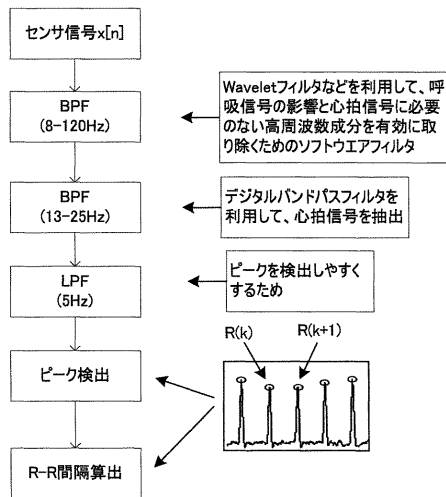 センサ信号x[n]
BPF
(8-120Hz)
Waveletフィルタなどを利用して、呼
吸信号の影響と心拍信号に必要
のない高周波数成分を有効に取
り除くためのソフトウエアフィルタ
BPF
(13-25Hz)
デジタルバンドパスフィルタを
利用して、心拍信号を抽出
LPF
(5Hz)
ピークを検出しやすく
するため
R(k)
R(k+1)
ピーク検出
R-R間隔算出